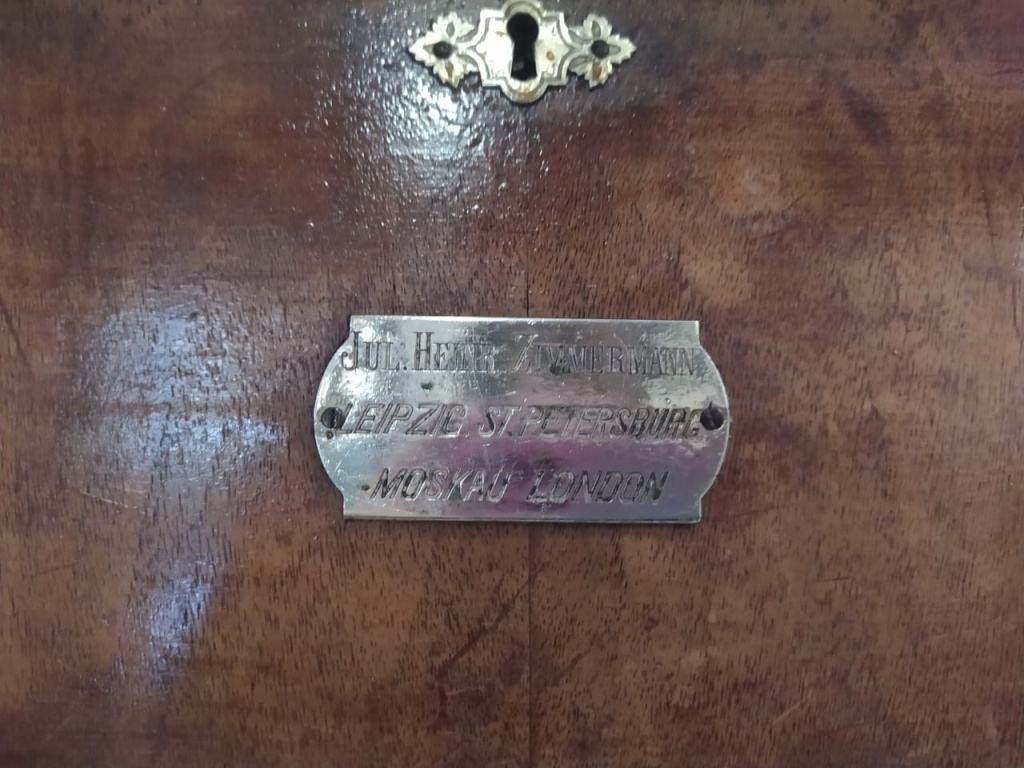 JUL. HEINR. ZIMMERMANN
LEIPZIG ST. PETERSBURG
MOSKAU LONDON